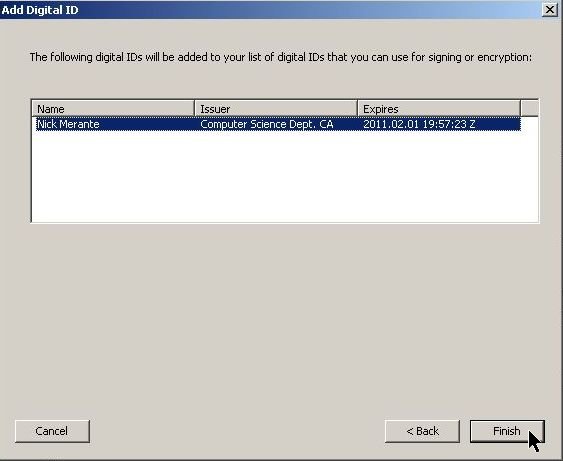 Add Digital ID
The following digital IDs will be added to your list of digital IDs that you can use for signing or encryption:
Name Issuer Expires
Nick Merante Computer Science Dept. CA 2011.02.01 19:57:23 Z
Cancel < Back Finish